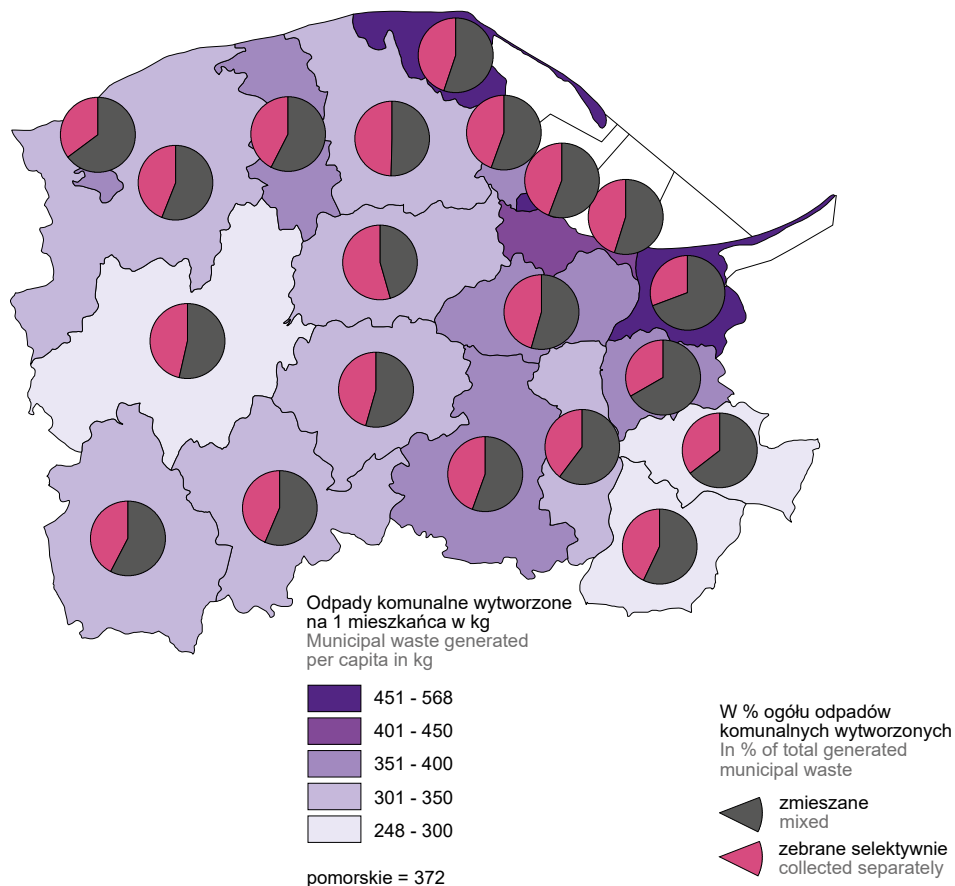 Odpady komunalne wytworzone
na 1 mieszkańca w kg
Municipal waste generated
per capita in kg
451 - 568
401 - 450
351 - 400
301 - 350
248 - 300
pomorskie = 372
W % ogółu odpadów
komunalnych wytworzonych
In % of total generated
municipal waste
zmieszane
mixed
zebrane selektywnie
collected separately